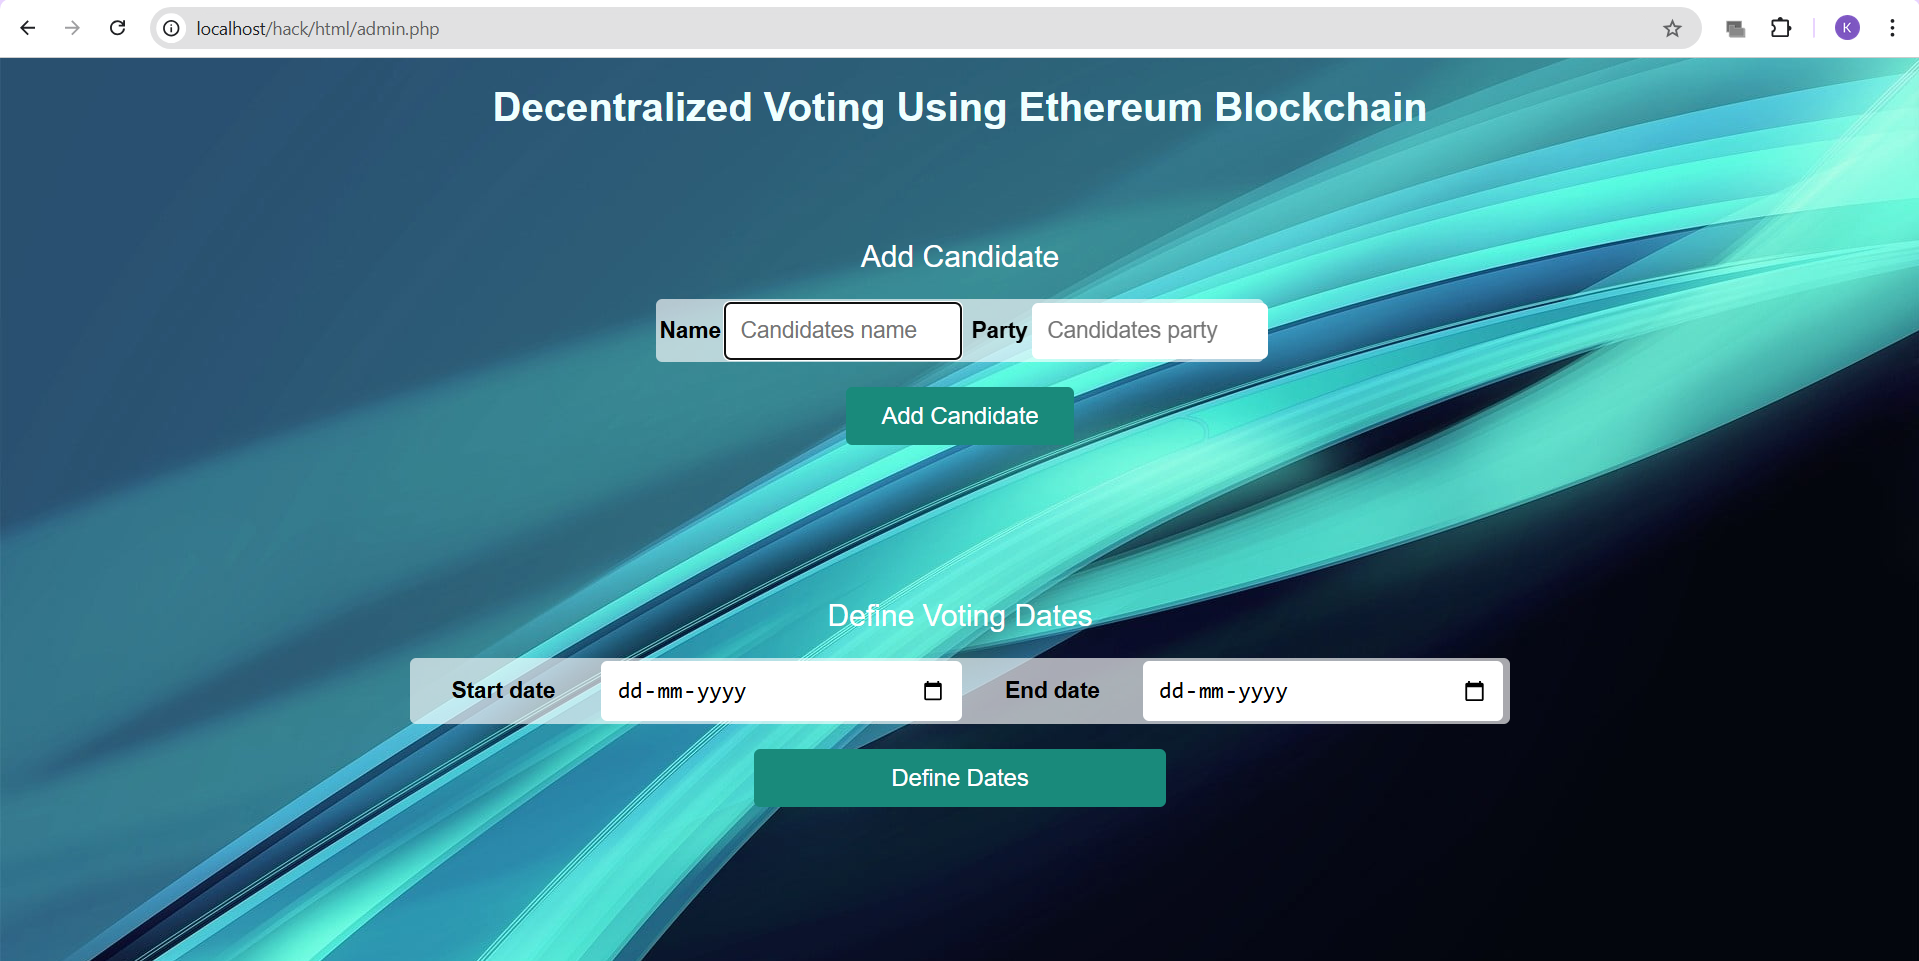 localhost/hack/html/admin.php
K
Decentralized Voting Using Ethereum Blockchain
Add Candidate
Name Candidates name Party Candidates party
Add Candidate
Define Voting Dates
Start date dd-mm-yyyy End date dd-mm-yyyy
Define Dates